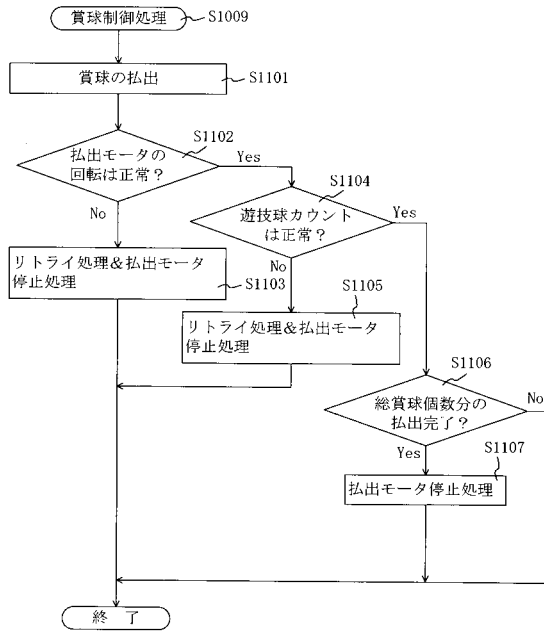 賞球制御処理
S1009
賞球の払出
S1101
払出モータの
回転は正常？
S1102
Yes
No
遊技球カウント
は正常？
S1104
Yes
No
リトライ処理&払出モータ
停止処理
S1103
リトライ処理&払出モータ
停止処理
S1105
総賞球個数分の
払出完了？
S1106
No
Yes
払出モータ停止処理
S1107
終　了